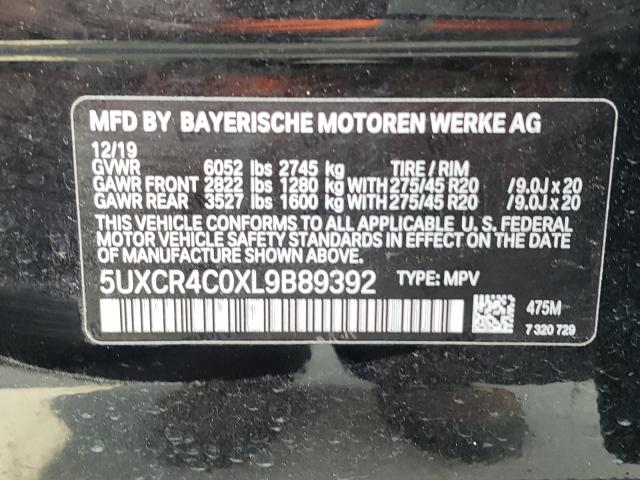 MFD BY BAYERISCHE MOTOREN WERKE AG
12/19
GVWR 6052 lbs 2745 kg TIRE / RIM
GAWR FRONT 2822 lbs 1280 kg WITH 275/45 R20 /9.0J x 20
GAWR REAR 3527 lbs 1600 kg WITH 275/45 R20 /9.0J x 20
THIS VEHICLE CONFORMS TO ALL APPLICABLE U. S. FEDERAL
MOTOR VEHICLE SAFETY STANDARDS IN EFFECT ON THE DATE
OF MANUFACTURE SHOWN ABOVE.
5UXCR4C0XL9B89392 TYPE: MPV
475M
7 320 729